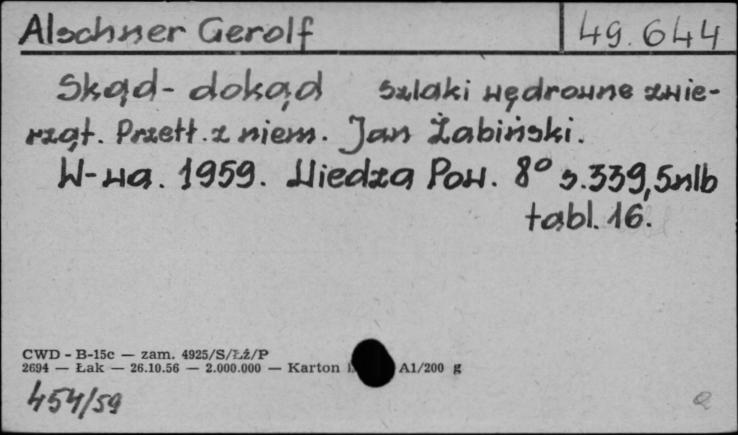 Alschner Gerolf
49.644
Skąd - dokąd szlaki wędrowne zwie-
rząt. Przetł. z niem. Jan Żabiński.
W-wa. 1959. Wiedza Pow. 8° s. 339, 5nlb
tabl. 16.
CWD - B-15c — zam. 4925/S/Łź/P
2694 — Łak — 26.10.56 — 2.000.000 — Karton A1/200 g
454/59